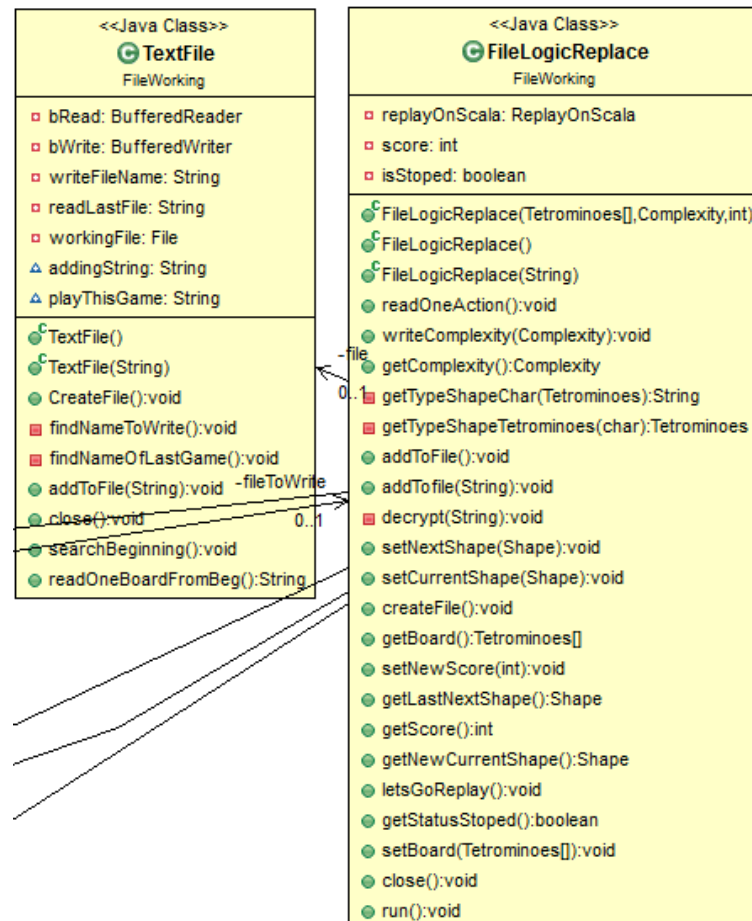 <<Java Class>>
TextFile
FileWorking
bRead: BufferedReader
bWrite: BufferedWriter
writeFileName: String
readLastFile: String
workingFile: File
addingString: String
playThisGame: String
TextFile()
TextFile(String)
CreateFile():void
findNameToWrite():void
findNameOfLastGame():void
addToFile(String):void
close():void
searchBeginning():void
readOneBoardFromBeg():String
-file
0..1
-fileToWrite
0..1
<<Java Class>>
FileLogicReplace
FileWorking
replayOnScala: ReplayOnScala
score: int
isStoped: boolean
FileLogicReplace(Tetrominoes[],Complexity,int)
FileLogicReplace()
FileLogicReplace(String)
readOneAction():void
writeComplexity(Complexity):void
getComplexity():Complexity
getTypeShapeChar(Tetrominoes):String
getTypeShapeTetrominoes(char):Tetrominoes
addToFile():void
addTofile(String):void
decrypt(String):void
setNextShape(Shape):void
setCurrentShape(Shape):void
createFile():void
getBoard():Tetrominoes[]
setNewScore(int):void
getLastNextShape():Shape
getScore():int
getNewCurrentShape():Shape
letsGoReplay():void
getStatusStoped():boolean
setBoard(Tetrominoes[]):void
close():void
run():void